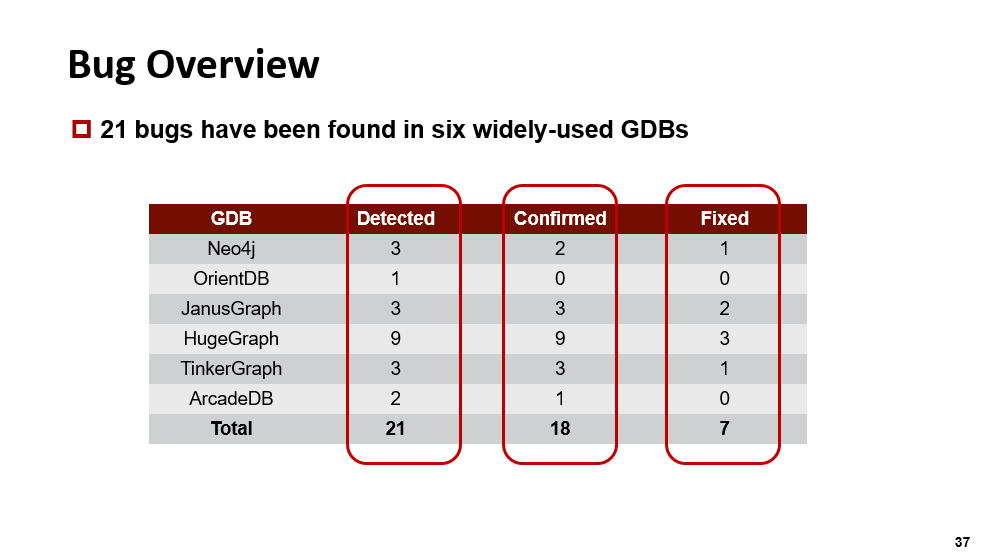 Bug Overview
21 bugs have been found in six widely-used GDBs
GDB Detected Confirmed Fixed
Neo4j 3 2 1
OrientDB 1 0 0
JanusGraph 3 3 2
HugeGraph 9 9 3
TinkerGraph 3 3 1
ArcadeDB 2 1 0
Total 21 18 7
37